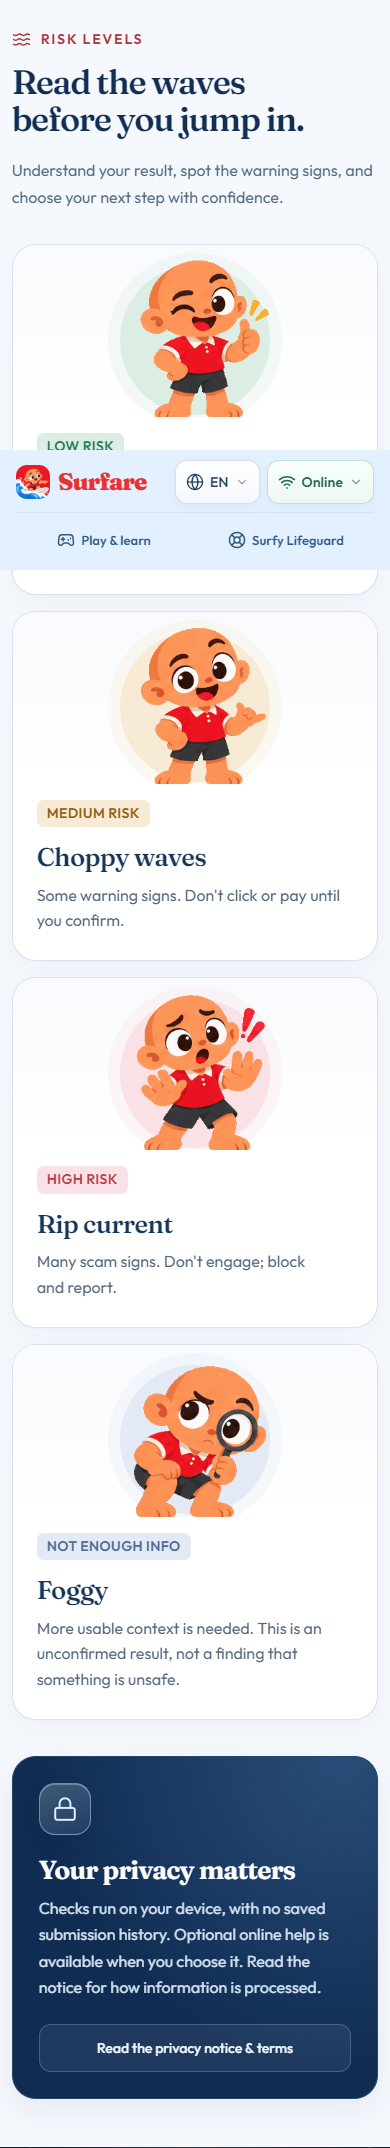 RISK LEVELS
Read the waves
before you jump in.
Understand your result, spot the warning signs, and
choose your next step with confidence.
LOW RISK
Surfare
EN
Online
Play & learn
Surfy Lifeguard
MEDIUM RISK
Choppy waves
Some warning signs. Don't click or pay until
you confirm.
HIGH RISK
Rip current
Many scam signs. Don't engage; block
and report.
NOT ENOUGH INFO
Foggy
More usable context is needed. This is an
unconfirmed result, not a finding that
something is unsafe.
Your privacy matters
Checks run on your device, with no saved
submission history. Optional online help is
available when you choose it. Read the
notice for how information is processed.
Read the privacy notice & terms